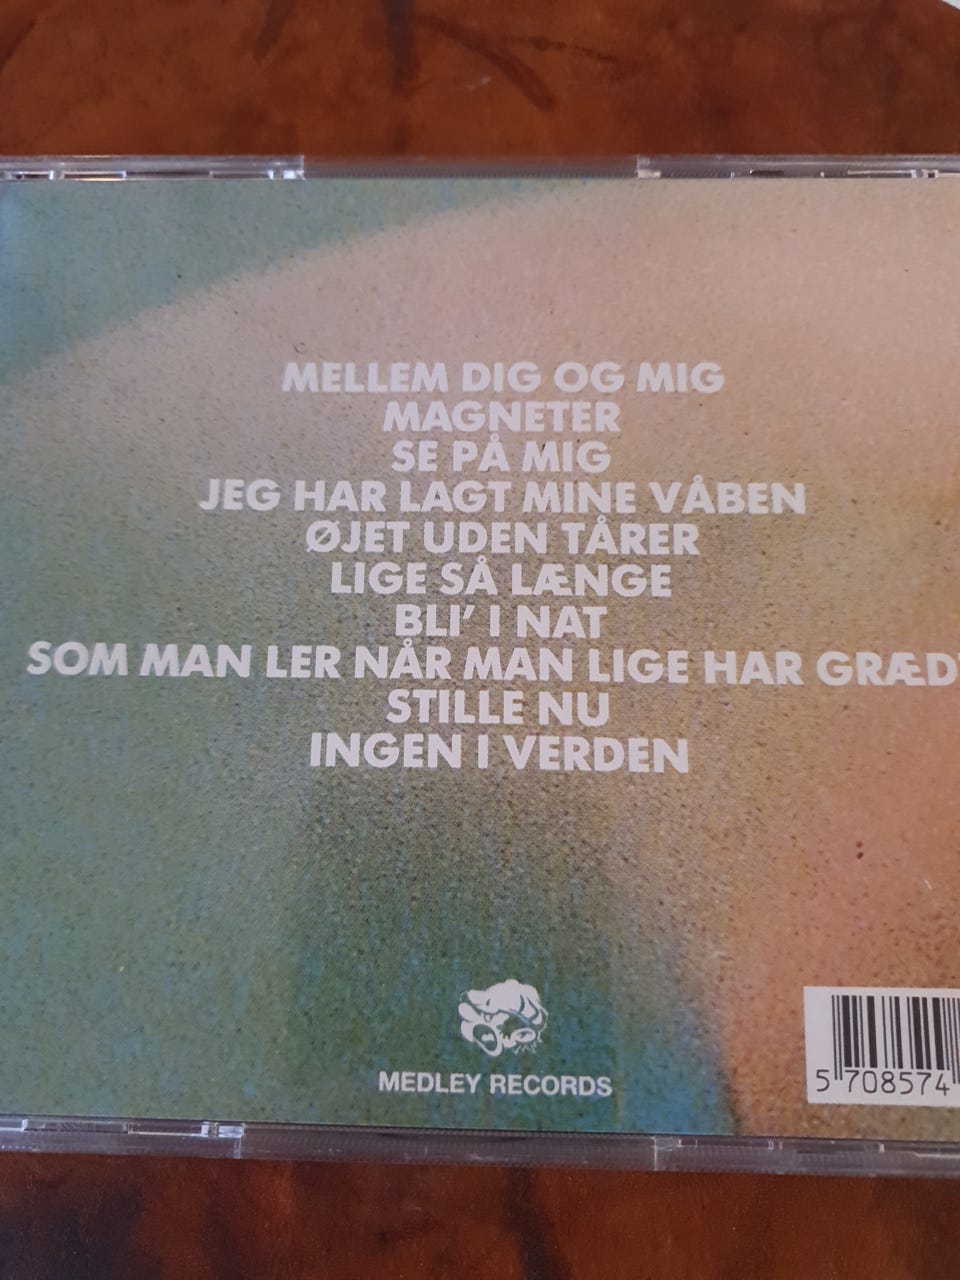 MELLEM DIG OG MIG
MAGNETER
SE PÅ MIG
JEG HAR LAGT MINE VÅBEN
ØJET UDEN TÅRER
LIGE SÅ LÆNGE
BLI' I NAT
SOM MAN LER NÅR MAN LIGE HAR GRÆDT
STILLE NU
INGEN I VERDEN
MEDLEY RECORDS
5 708574